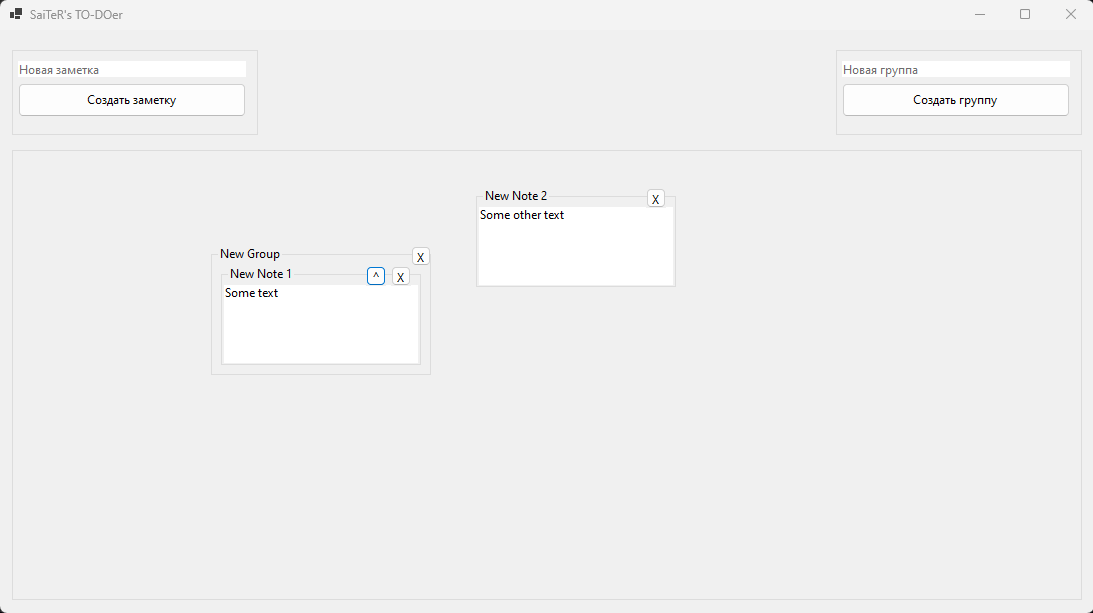 SaiTeR's TO-DOer
Новая заметка
Создать заметку
Новая группа
Создать группу
New Note 2
X
Some other text
New Group
X
New Note 1
^
X
Some text